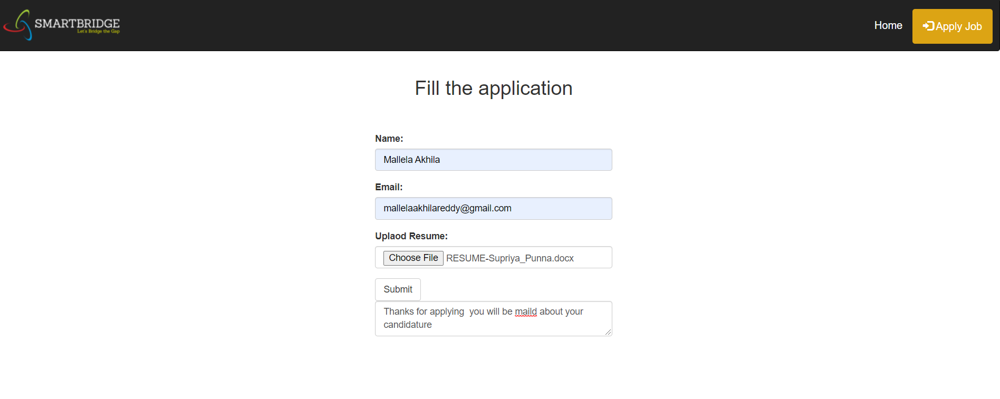 SMARTBRIDGE
Let's Bridge the Gap
Home
Apply Job
Fill the application
Name:
Mallela Akhila
Email:
mallelaakhilareddy@gmail.com
Uplaod Resume:
Choose File RESUME-Supriya_Punna.docx
Submit
Thanks for applying  you will be maild about your
candidature